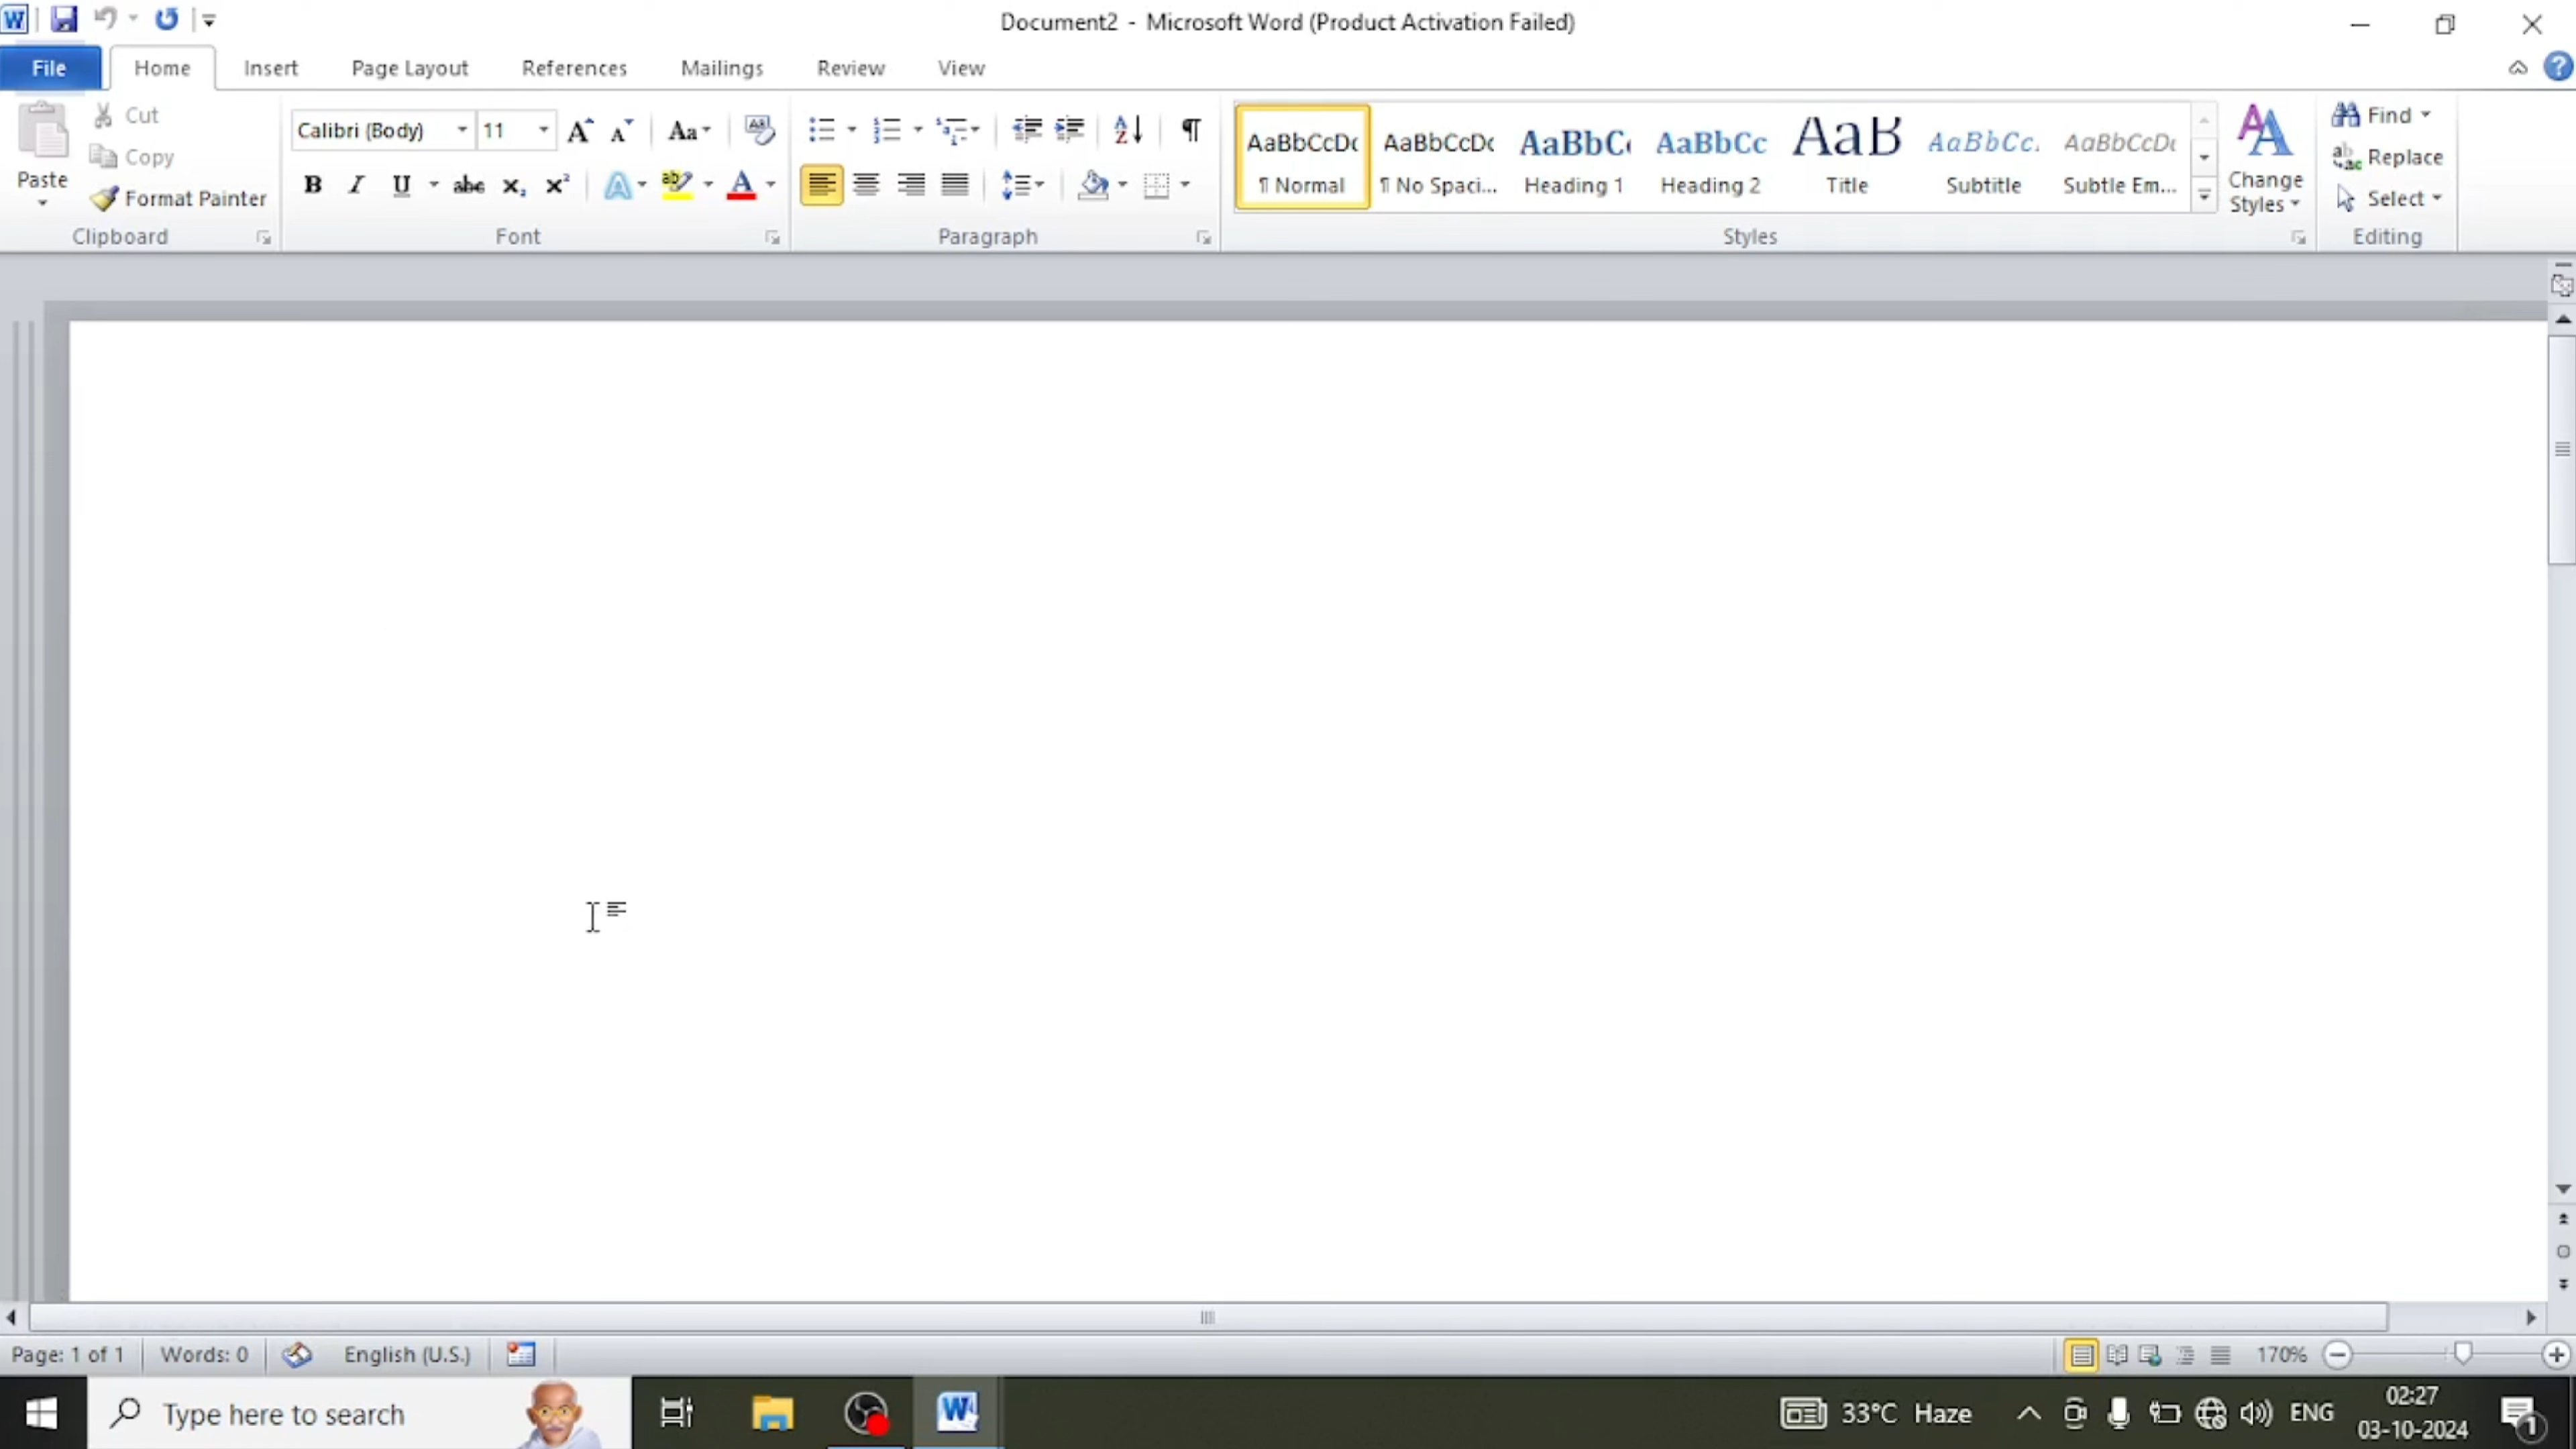 Document2 - Microsoft Word (Product Activation Failed)
File Home Insert Page Layout References Mailings Review View
Paste
Cut
Copy
Format Painter
Clipboard
Calibri (Body) 11
Font
Paragraph
AaBbCcDc AaBbCcDc AaBbC AaBbCc AaB AaBbCc. AaBbCcDc
¶ Normal ¶ No Spaci... Heading 1 Heading 2 Title Subtitle Subtle Em...
Styles
Change
Styles
Find
Replace
Select
Editing
Page: 1 of 1 Words: 0 English (U.S.) 170%
Type here to search
33°C Haze ENG
02:27
03-10-2024
1